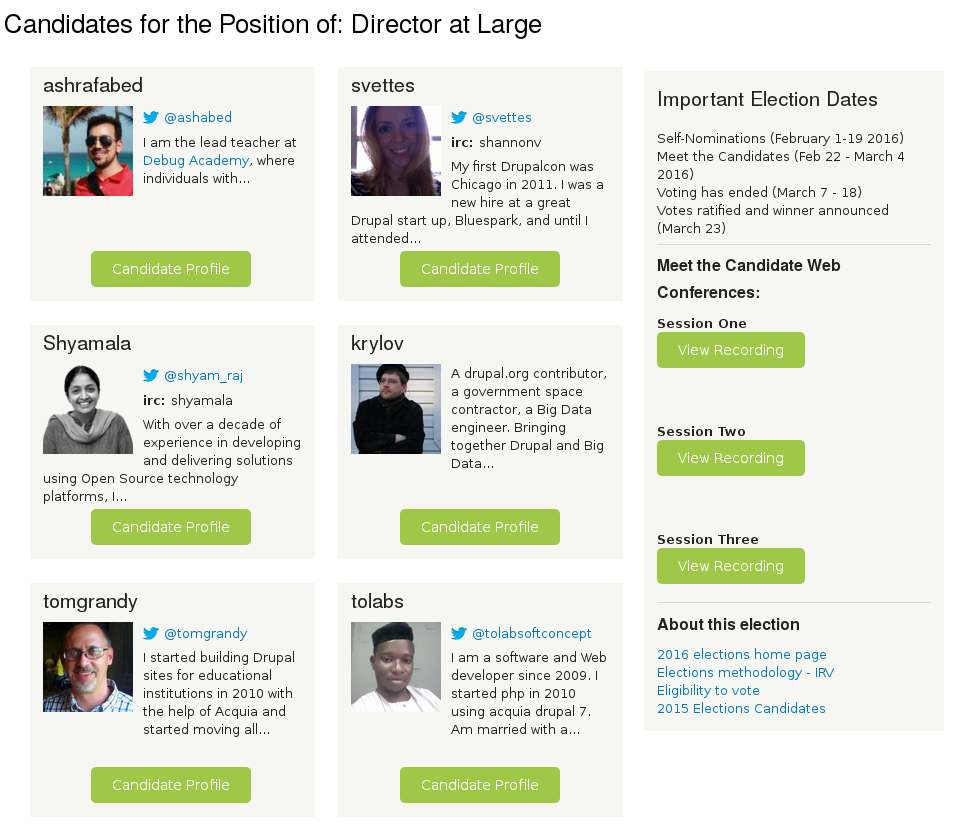 Candidates for the Position of: Director at Large
ashrafabed
@ashabed
I am the lead teacher at
Debug Academy, where
individuals with...
Candidate Profile
svettes
@svettes
irc: shannonv
My first Drupalcon was
Chicago in 2011. I was a
new hire at a great
Drupal start up, Bluespark, and until I
attended...
Candidate Profile
Shyamala
@shyam_raj
irc: shyamala
With over a decade of
experience in developing
and delivering solutions
using Open Source technology
platforms, I...
Candidate Profile
krylov
A drupal.org contributor,
a government space
contractor, a Big Data
engineer. Bringing
together Drupal and Big
Data...
Candidate Profile
tomgrandy
@tomgrandy
I started building Drupal
sites for educational
institutions in 2010 with
the help of Acquia and
started moving all...
Candidate Profile
tolabs
@tolabsoftconcept
I am a software and Web
developer since 2009. I
started php in 2010
using acquia drupal 7.
Am married with a...
Candidate Profile
Important Election Dates
Self-Nominations (February 1-19 2016)
Meet the Candidates (Feb 22 - March 4
2016)
Voting has ended (March 7 - 18)
Votes ratified and winner announced
(March 23)
Meet the Candidate Web
Conferences:
Session One
View Recording
Session Two
View Recording
Session Three
View Recording
About this election
2016 elections home page
Elections methodology - IRV
Eligibility to vote
2015 Elections Candidates